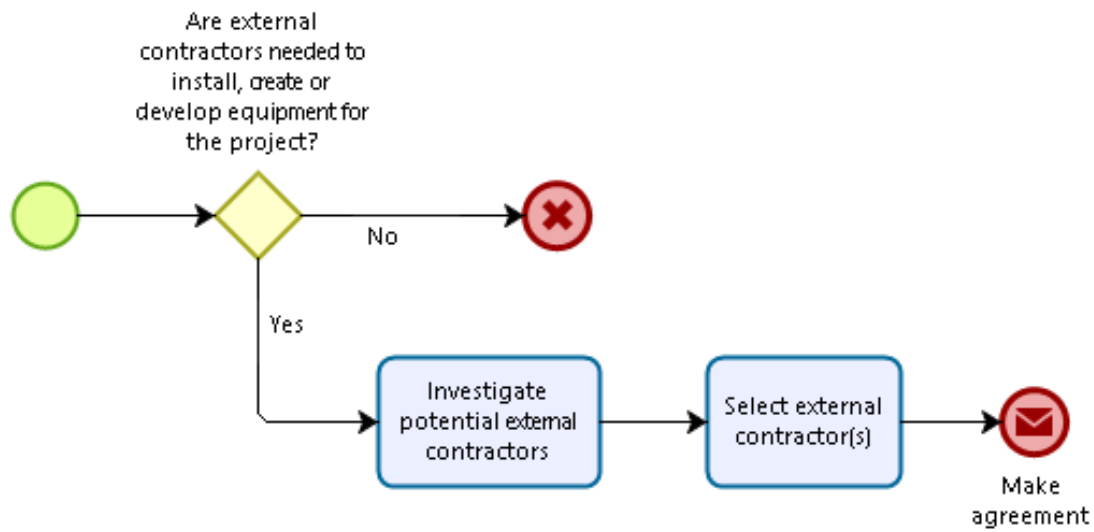 Are external
contractors needed to
install, create or
develop equipment for
the project?
No
Yes
Investigate
potential external
contractors
Select external
contractor(s)
Make
agreement